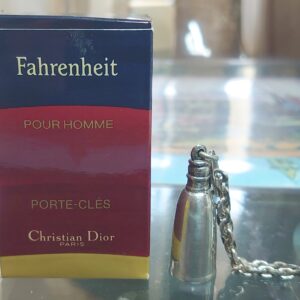 Fahrenheit
POUR HOMME
PORTE-CLÉS
Christian Dior
PARIS